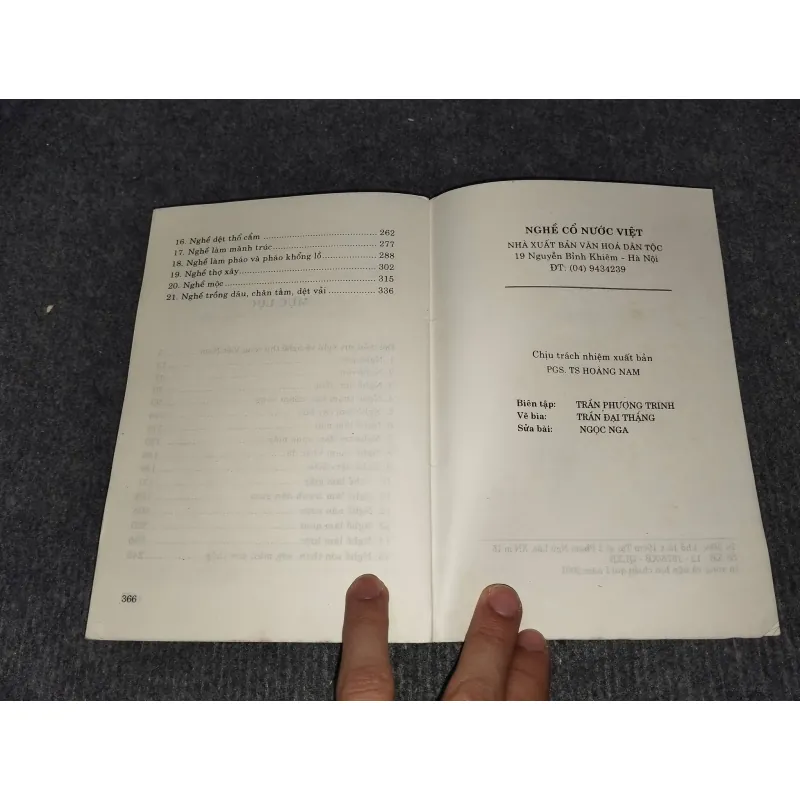 16. Nghề dệt thổ cẩm ........ 262
17. Nghề làm mành trúc ........ 277
18. Nghề làm pháo và pháo khổng lồ ........ 288
19. Nghề thợ xây ........ 302
20. Nghề mộc ........ 315
21. Nghề trồng dâu, chăn tằm, dệt vải ........ 336
366
NGHỀ CỔ NƯỚC VIỆT
NHÀ XUẤT BẢN VĂN HOÁ DÂN TỘC
19 Nguyễn Bỉnh Khiêm - Hà Nội
ĐT: (04) 9434239
Chịu trách nhiệm xuất bản
PGS. TS HOÀNG NAM
Biên tập: TRẦN PHƯỢNG TRINH
Vẽ bìa: TRẦN ĐẠI THẮNG
Sửa bài: NGỌC NGA